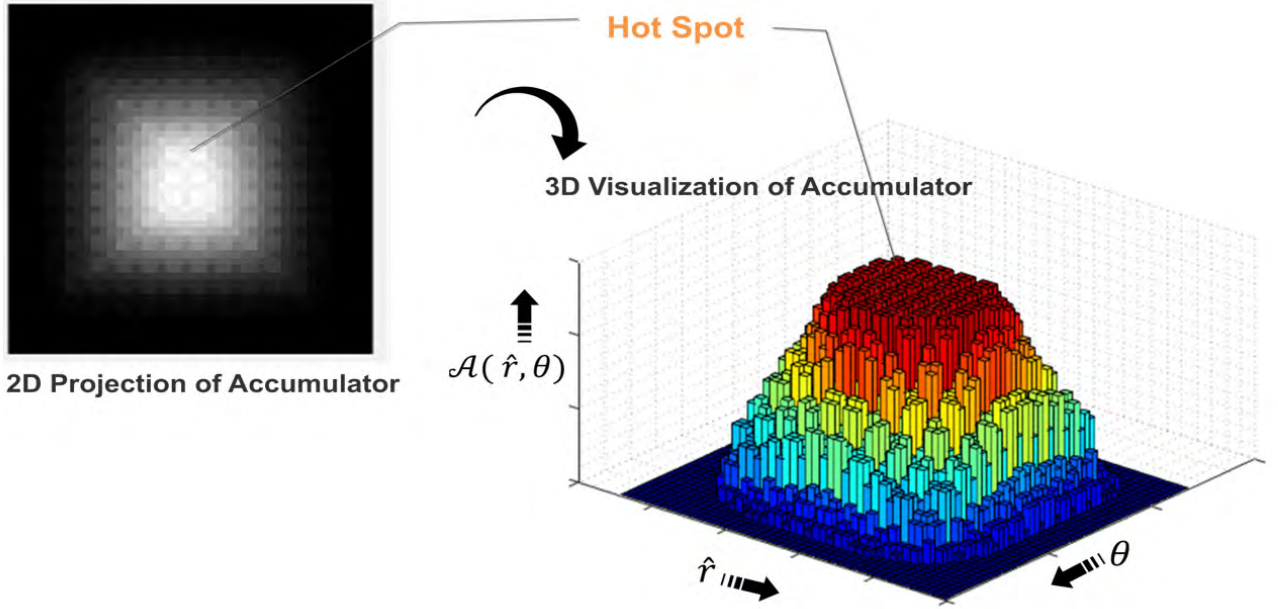 Hot Spot
3D Visualization of Accumulator
𝒜( r̂, θ)
2D Projection of Accumulator
r̂
θ